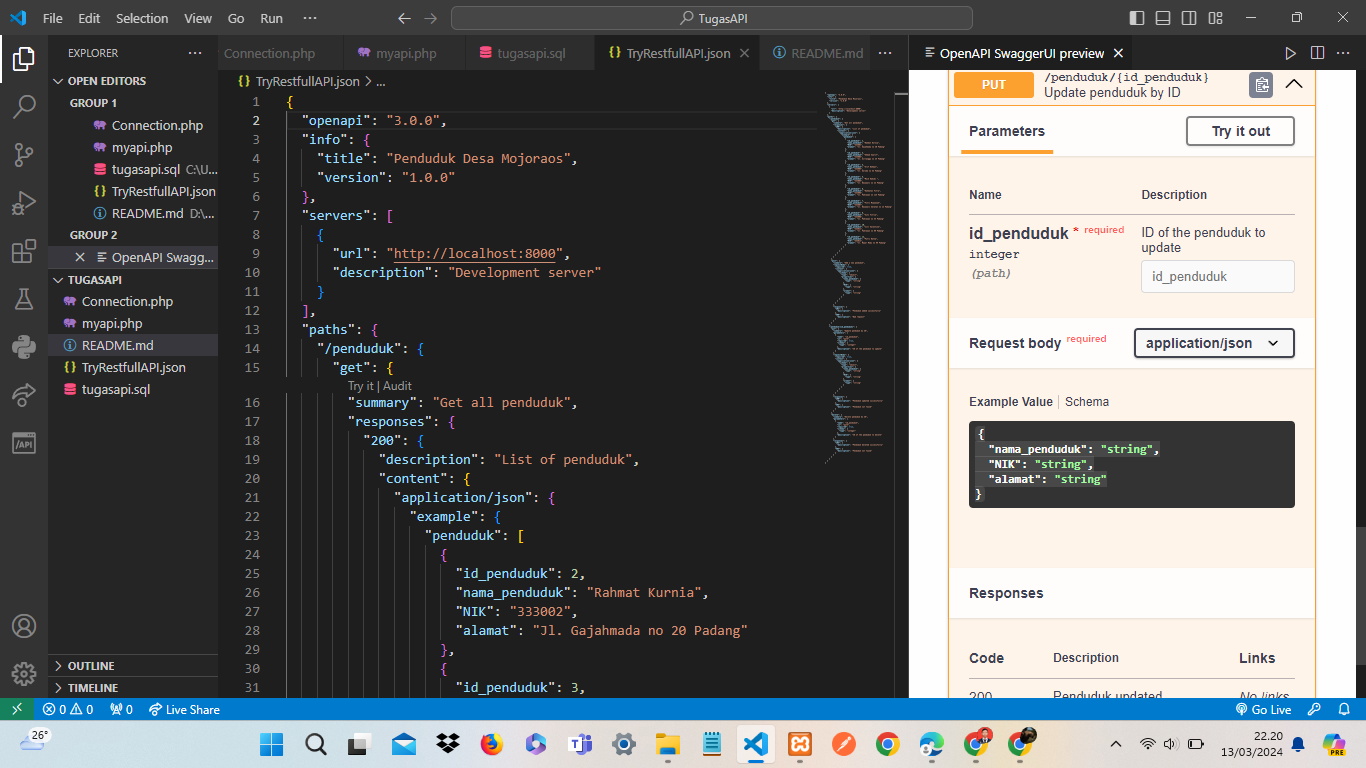 File Edit Selection View Go Run ··· TugasAPI
EXPLORER ···
OPEN EDITORS
GROUP 1
Connection.php
myapi.php
tugasapi.sql C:\U...
TryRestfullAPI.json
README.md D:\...
GROUP 2
OpenAPI Swagg...
TUGASAPI
Connection.php
myapi.php
README.md
TryRestfullAPI.json
tugasapi.sql
OUTLINE
TIMELINE
Connection.php myapi.php tugasapi.sql TryRestfullAPI.json README.md ···
TryRestfullAPI.json > ...
1 {
2 "openapi": "3.0.0",
3 "info": {
4 "title": "Penduduk Desa Mojoraos",
5 "version": "1.0.0"
6 },
7 "servers": [
8 {
9 "url": "http://localhost:8000",
10 "description": "Development server"
11 }
12 ],
13 "paths": {
14 "/penduduk": {
15 "get": {
Try it | Audit
16 "summary": "Get all penduduk",
17 "responses": {
18 "200": {
19 "description": "List of penduduk",
20 "content": {
21 "application/json": {
22 "example": {
23 "penduduk": [
24 {
25 "id_penduduk": 2,
26 "nama_penduduk": "Rahmat Kurnia",
27 "NIK": "333002",
28 "alamat": "Jl. Gajahmada no 20 Padang"
29 },
30 {
31 "id_penduduk": 3,
OpenAPI SwaggerUI preview ···
PUT /penduduk/{id_penduduk}
Update penduduk by ID
Parameters Try it out
Name Description
id_penduduk * required
integer
(path)
ID of the penduduk to
update
id_penduduk
Request body required application/json
Example Value Schema
{
"nama_penduduk": "string",
"NIK": "string",
"alamat": "string"
}
Responses
Code Description Links
200 Penduduk updated No links
0 0 0 Live Share Go Live
26° 22.20
13/03/2024
PRE